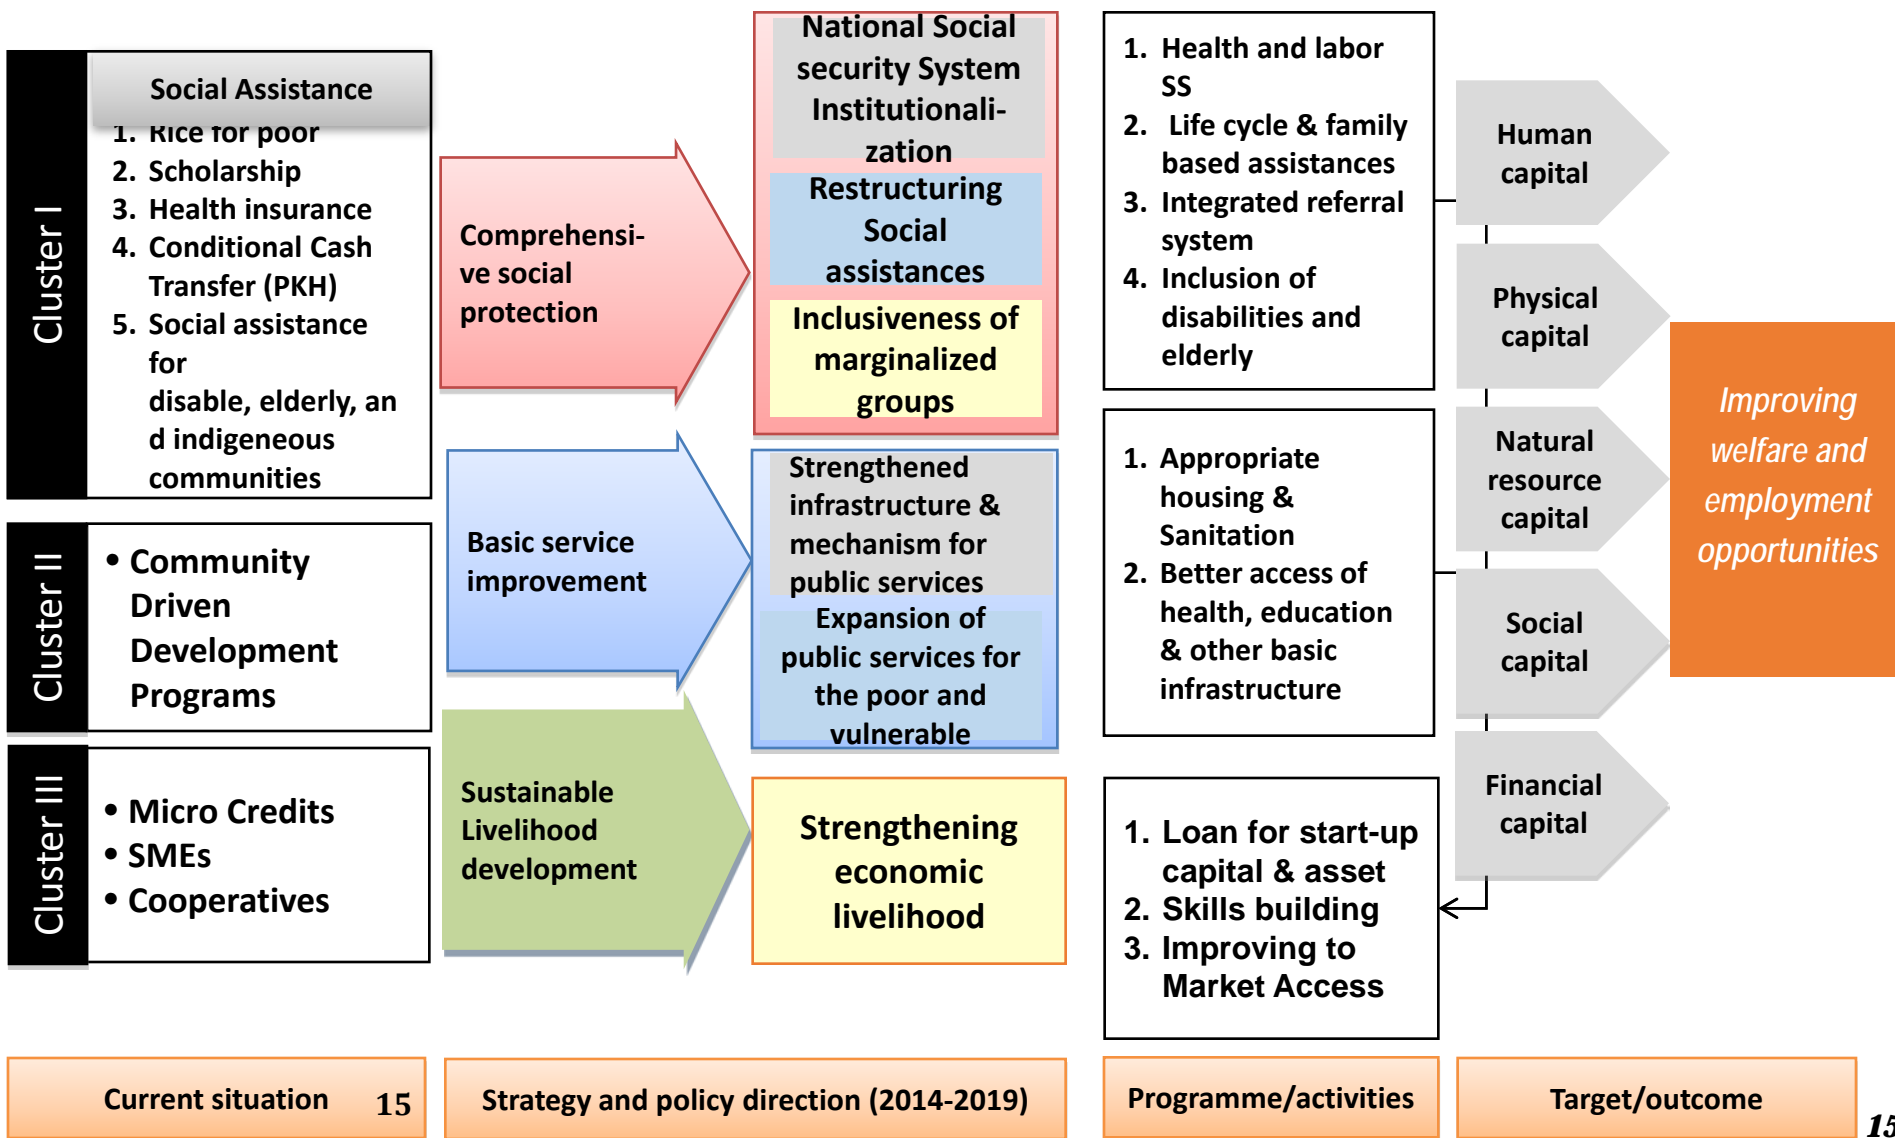 Cluster I
Social Assistance
1. Rice for poor
2. Scholarship
3. Health insurance
4. Conditional Cash
Transfer (PKH)
5. Social assistance
for
disable, elderly, an
d indigeneous
communities
Cluster II
• Community
Driven
Development
Programs
Cluster III
• Micro Credits
• SMEs
• Cooperatives
Comprehensi-
ve social
protection
Basic service
improvement
Sustainable
Livelihood
development
National Social
security System
Institutionali-
zation
Restructuring
Social
assistances
Inclusiveness of
marginalized
groups
Strengthened
infrastructure &
mechanism for
public services
Expansion of
public services for
the poor and
vulnerable
Strengthening
economic
livelihood
1. Health and labor
SS
2. Life cycle & family
based assistances
3. Integrated referral
system
4. Inclusion of
disabilities and
elderly
1. Appropriate
housing &
Sanitation
2. Better access of
health, education
& other basic
infrastructure
1. Loan for start-up
capital & asset
2. Skills building
3. Improving to
Market Access
Human
capital
Physical
capital
Natural
resource
capital
Social
capital
Financial
capital
Improving
welfare and
employment
opportunities
Current situation 15
Strategy and policy direction (2014-2019)
Programme/activities
Target/outcome
15